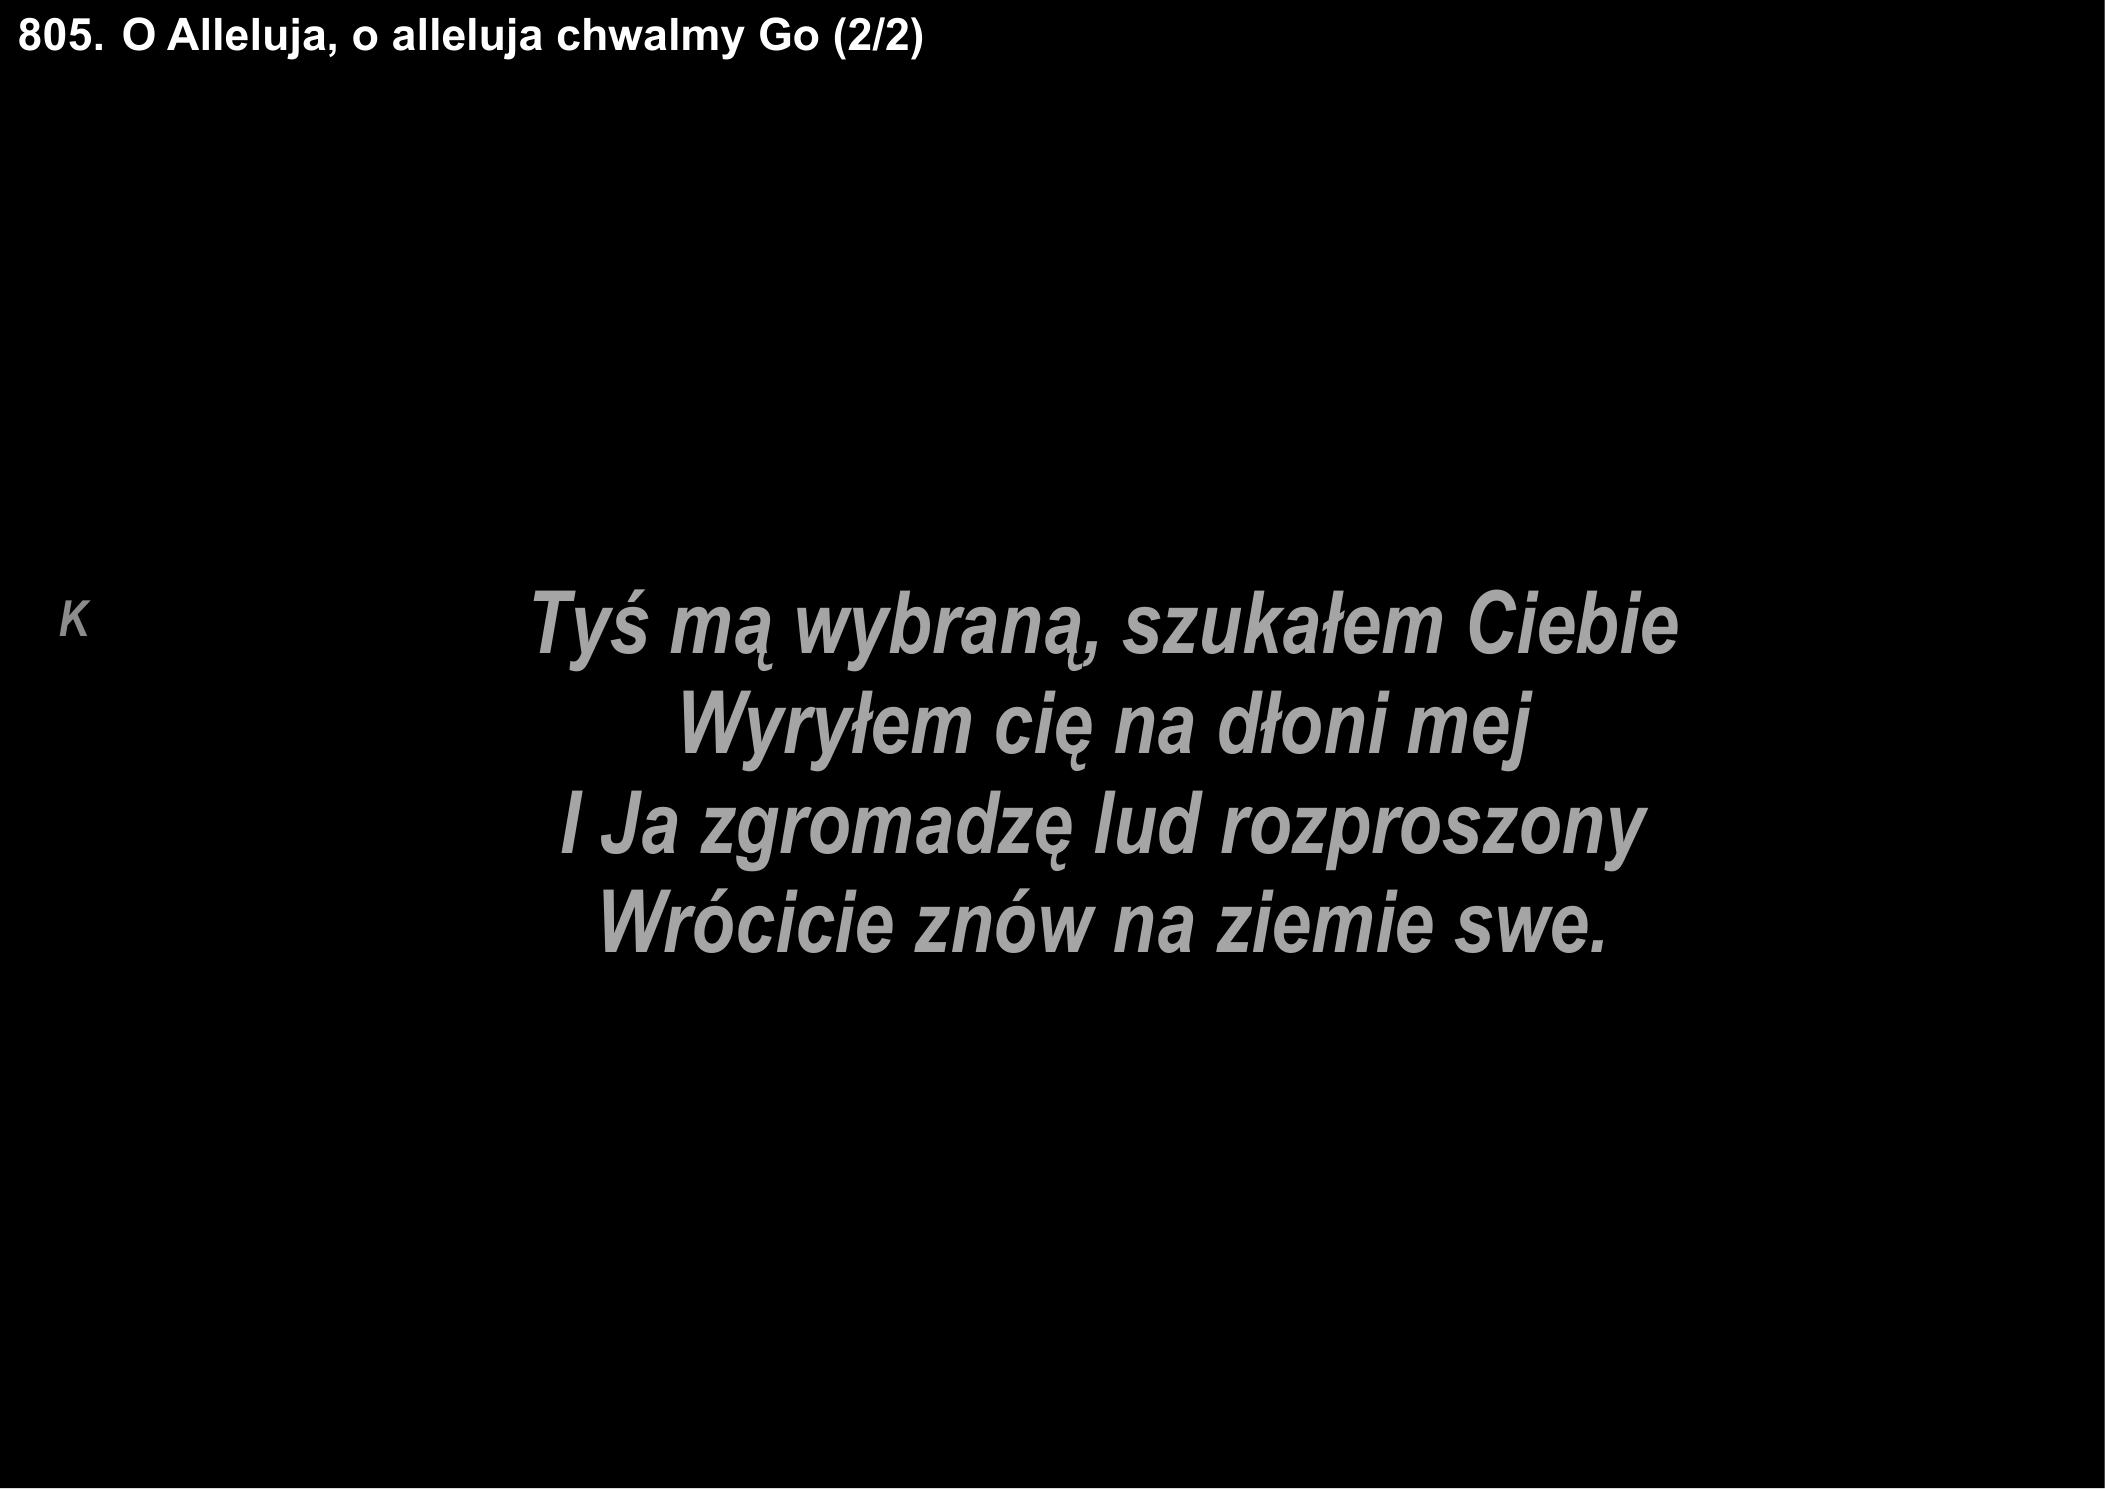 805. O Alleluja, o alleluja chwalmy Go (2/2)
K
Tyś mą wybraną, szukałem Ciebie
Wyryłem cię na dłoni mej
I Ja zgromadzę lud rozproszony
Wrócicie znów na ziemie swe.